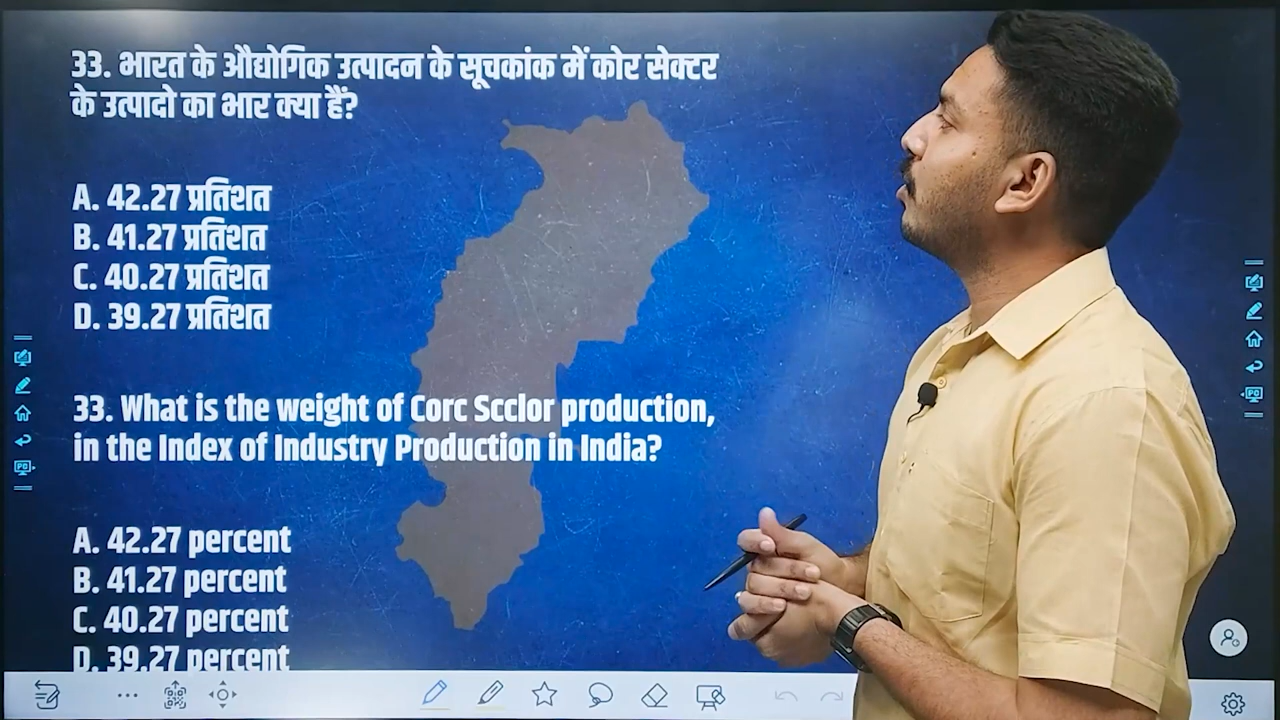 33. भारत के औद्योगिक उत्पादन के सूचकांक में कोर सेक्टर
के उत्पादो का भार क्या हैं?
A. 42.27 प्रतिशत
B. 41.27 प्रतिशत
C. 40.27 प्रतिशत
D. 39.27 प्रतिशत
33. What is the weight of Corc Scclor production,
in the Index of Industry Production in India?
A. 42.27 percent
B. 41.27 percent
C. 40.27 percent
D. 39.27 percent